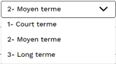 2- Moyen terme
1- Court terme
2- Moyen terme
3- Long terme